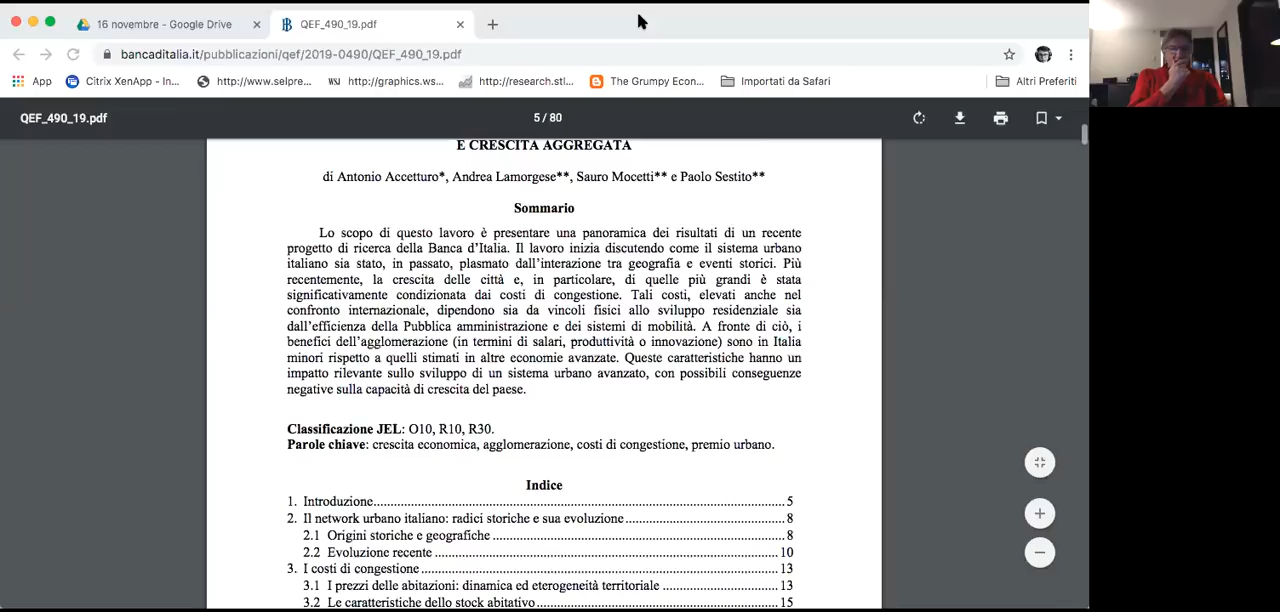 16 novembre - Google Drive
QEF_490_19.pdf
bancaditalia.it/pubblicazioni/qef/2019-0490/QEF_490_19.pdf
App
Citrix XenApp - In...
http://www.selpre...
WSJ
http://graphics.ws...
http://research.stl...
The Grumpy Econ...
Importati da Safari
Altri Preferiti
QEF_490_19.pdf
5 / 80
E CRESCITA AGGREGATA
di Antonio Accetturo*, Andrea Lamorgese**, Sauro Mocetti** e Paolo Sestito**
Sommario
Lo scopo di questo lavoro è presentare una panoramica dei risultati di un recente
progetto di ricerca della Banca d'Italia. Il lavoro inizia discutendo come il sistema urbano
italiano sia stato, in passato, plasmato dall'interazione tra geografia e eventi storici. Più
recentemente, la crescita delle città e, in particolare, di quelle più grandi è stata
significativamente condizionata dai costi di congestione. Tali costi, elevati anche nel
confronto internazionale, dipendono sia da vincoli fisici allo sviluppo residenziale sia
dall'efficienza della Pubblica amministrazione e dei sistemi di mobilità. A fronte di ciò, i
benefici dell'agglomerazione (in termini di salari, produttività o innovazione) sono in Italia
minori rispetto a quelli stimati in altre economie avanzate. Queste caratteristiche hanno un
impatto rilevante sullo sviluppo di un sistema urbano avanzato, con possibili conseguenze
negative sulla capacità di crescita del paese.
Classificazione JEL: O10, R10, R30.
Parole chiave: crescita economica, agglomerazione, costi di congestione, premio urbano.
Indice
1. Introduzione.......... 5
2. Il network urbano italiano: radici storiche e sua evoluzione.......... 8
2.1 Origini storiche e geografiche.......... 8
2.2 Evoluzione recente.......... 10
3. I costi di congestione.......... 13
3.1 I prezzi delle abitazioni: dinamica ed eterogeneità territoriale.......... 13
3.2 Le caratteristiche dello stock abitativo.......... 15